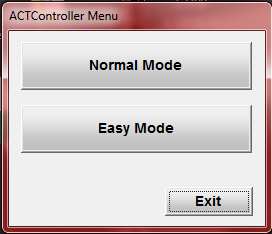 ACTController Menu
Normal Mode
Easy Mode
Exit